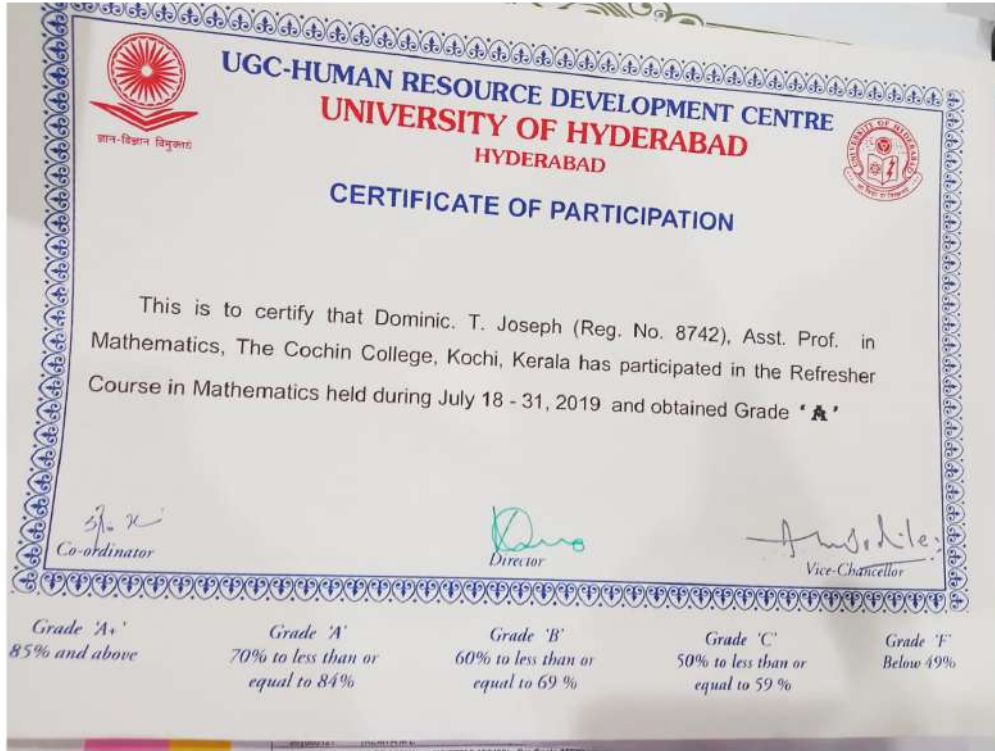 UGC-HUMAN RESOURCE DEVELOPMENT CENTRE
UNIVERSITY OF HYDERABAD
HYDERABAD
ज्ञान-विज्ञान विमुक्तये
UNIVERSITY OF HYDERABAD
CERTIFICATE OF PARTICIPATION
This is to certify that Dominic. T. Joseph (Reg. No. 8742), Asst. Prof. in
Mathematics, The Cochin College, Kochi, Kerala has participated in the Refresher
Course in Mathematics held during July 18 - 31, 2019 and obtained Grade 'A'
Co-ordinator
Director
Vice-Chancellor
Grade 'A+' Grade 'A' Grade 'B' Grade 'C' Grade 'F'
85% and above 70% to less than or 60% to less than or 50% to less than or Below 49%
equal to 84% equal to 69 % equal to 59 %